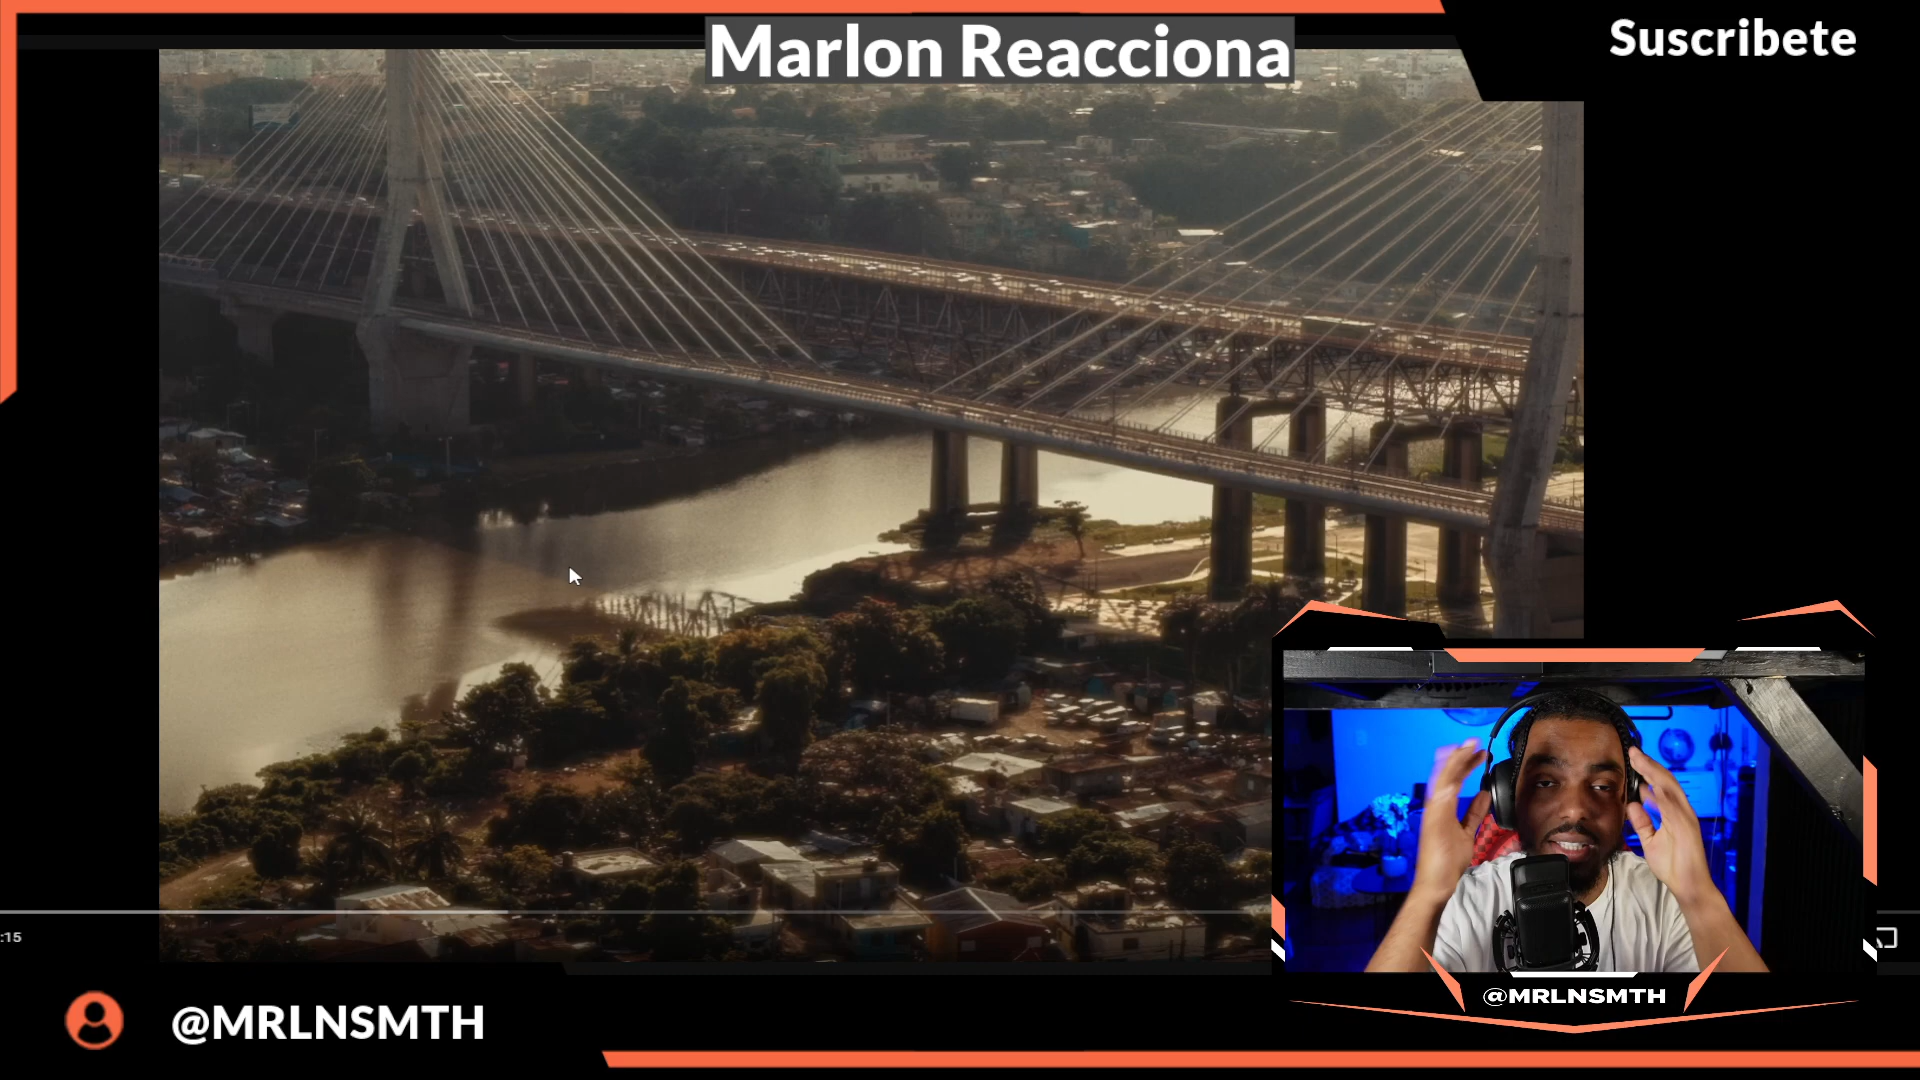 Marlon Reacciona
Suscribete
:15
@MRLNSMTH
@MRLNSMTH